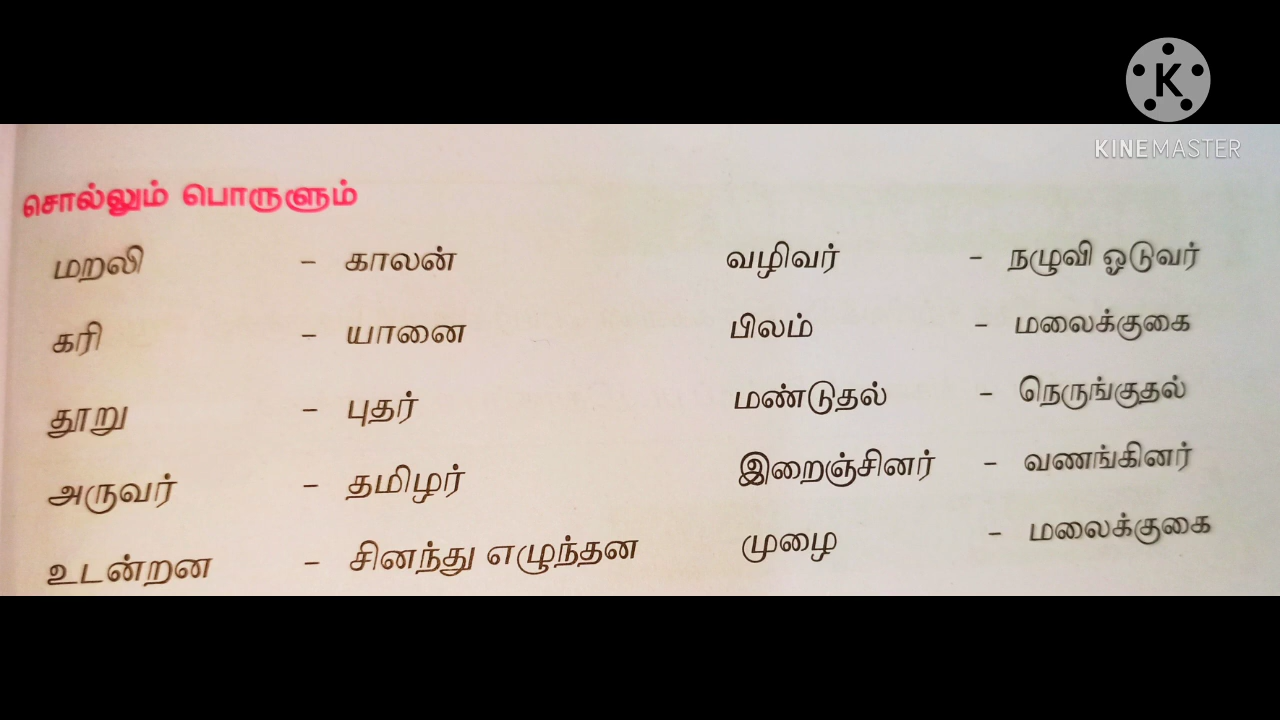 K
KINEMASTER
சொல்லும் பொருளும்
மறலி – காலன் வழிவர் – நழுவி ஓடுவர்
கரி – யானை பிலம் – மலைக்குகை
தூறு – புதர் மண்டுதல் – நெருங்குதல்
அருவர் – தமிழர் இறைஞ்சினர் – வணங்கினர்
உடன்றன – சினந்து எழுந்தன முழை – மலைக்குகை